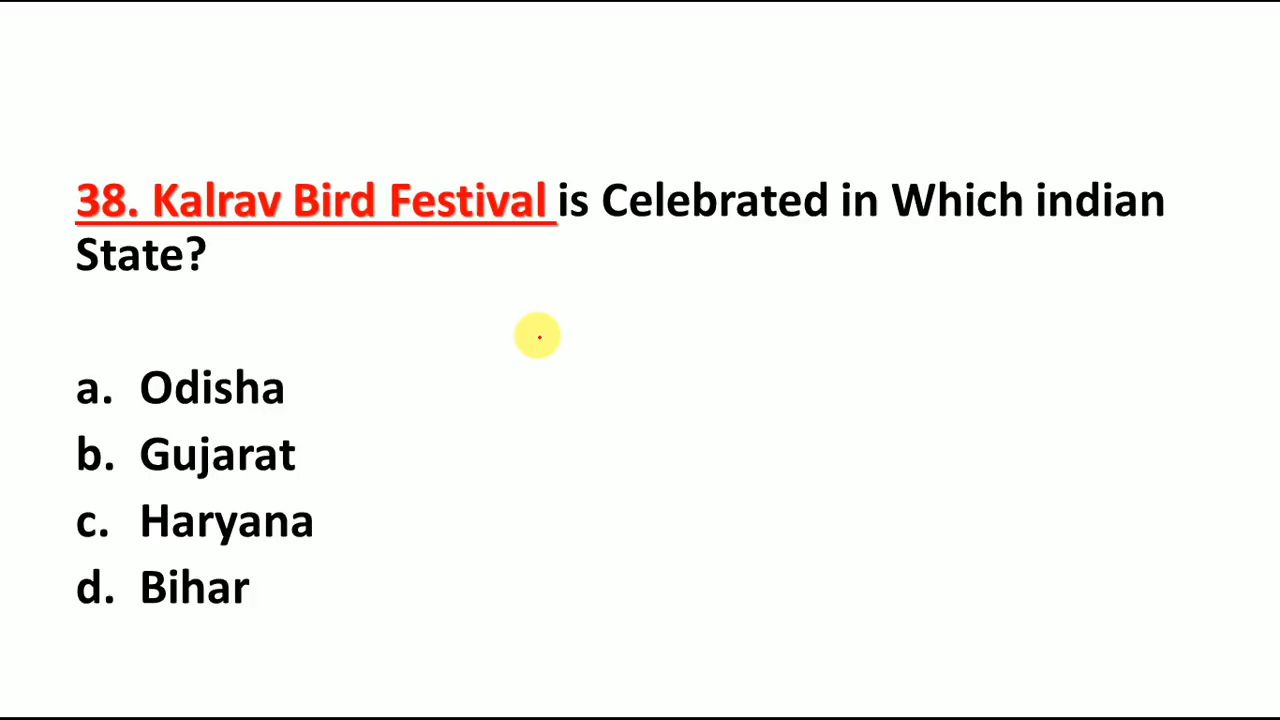 38. Kalrav Bird Festival is Celebrated in Which indian
State?
a. Odisha
b. Gujarat
c. Haryana
d. Bihar